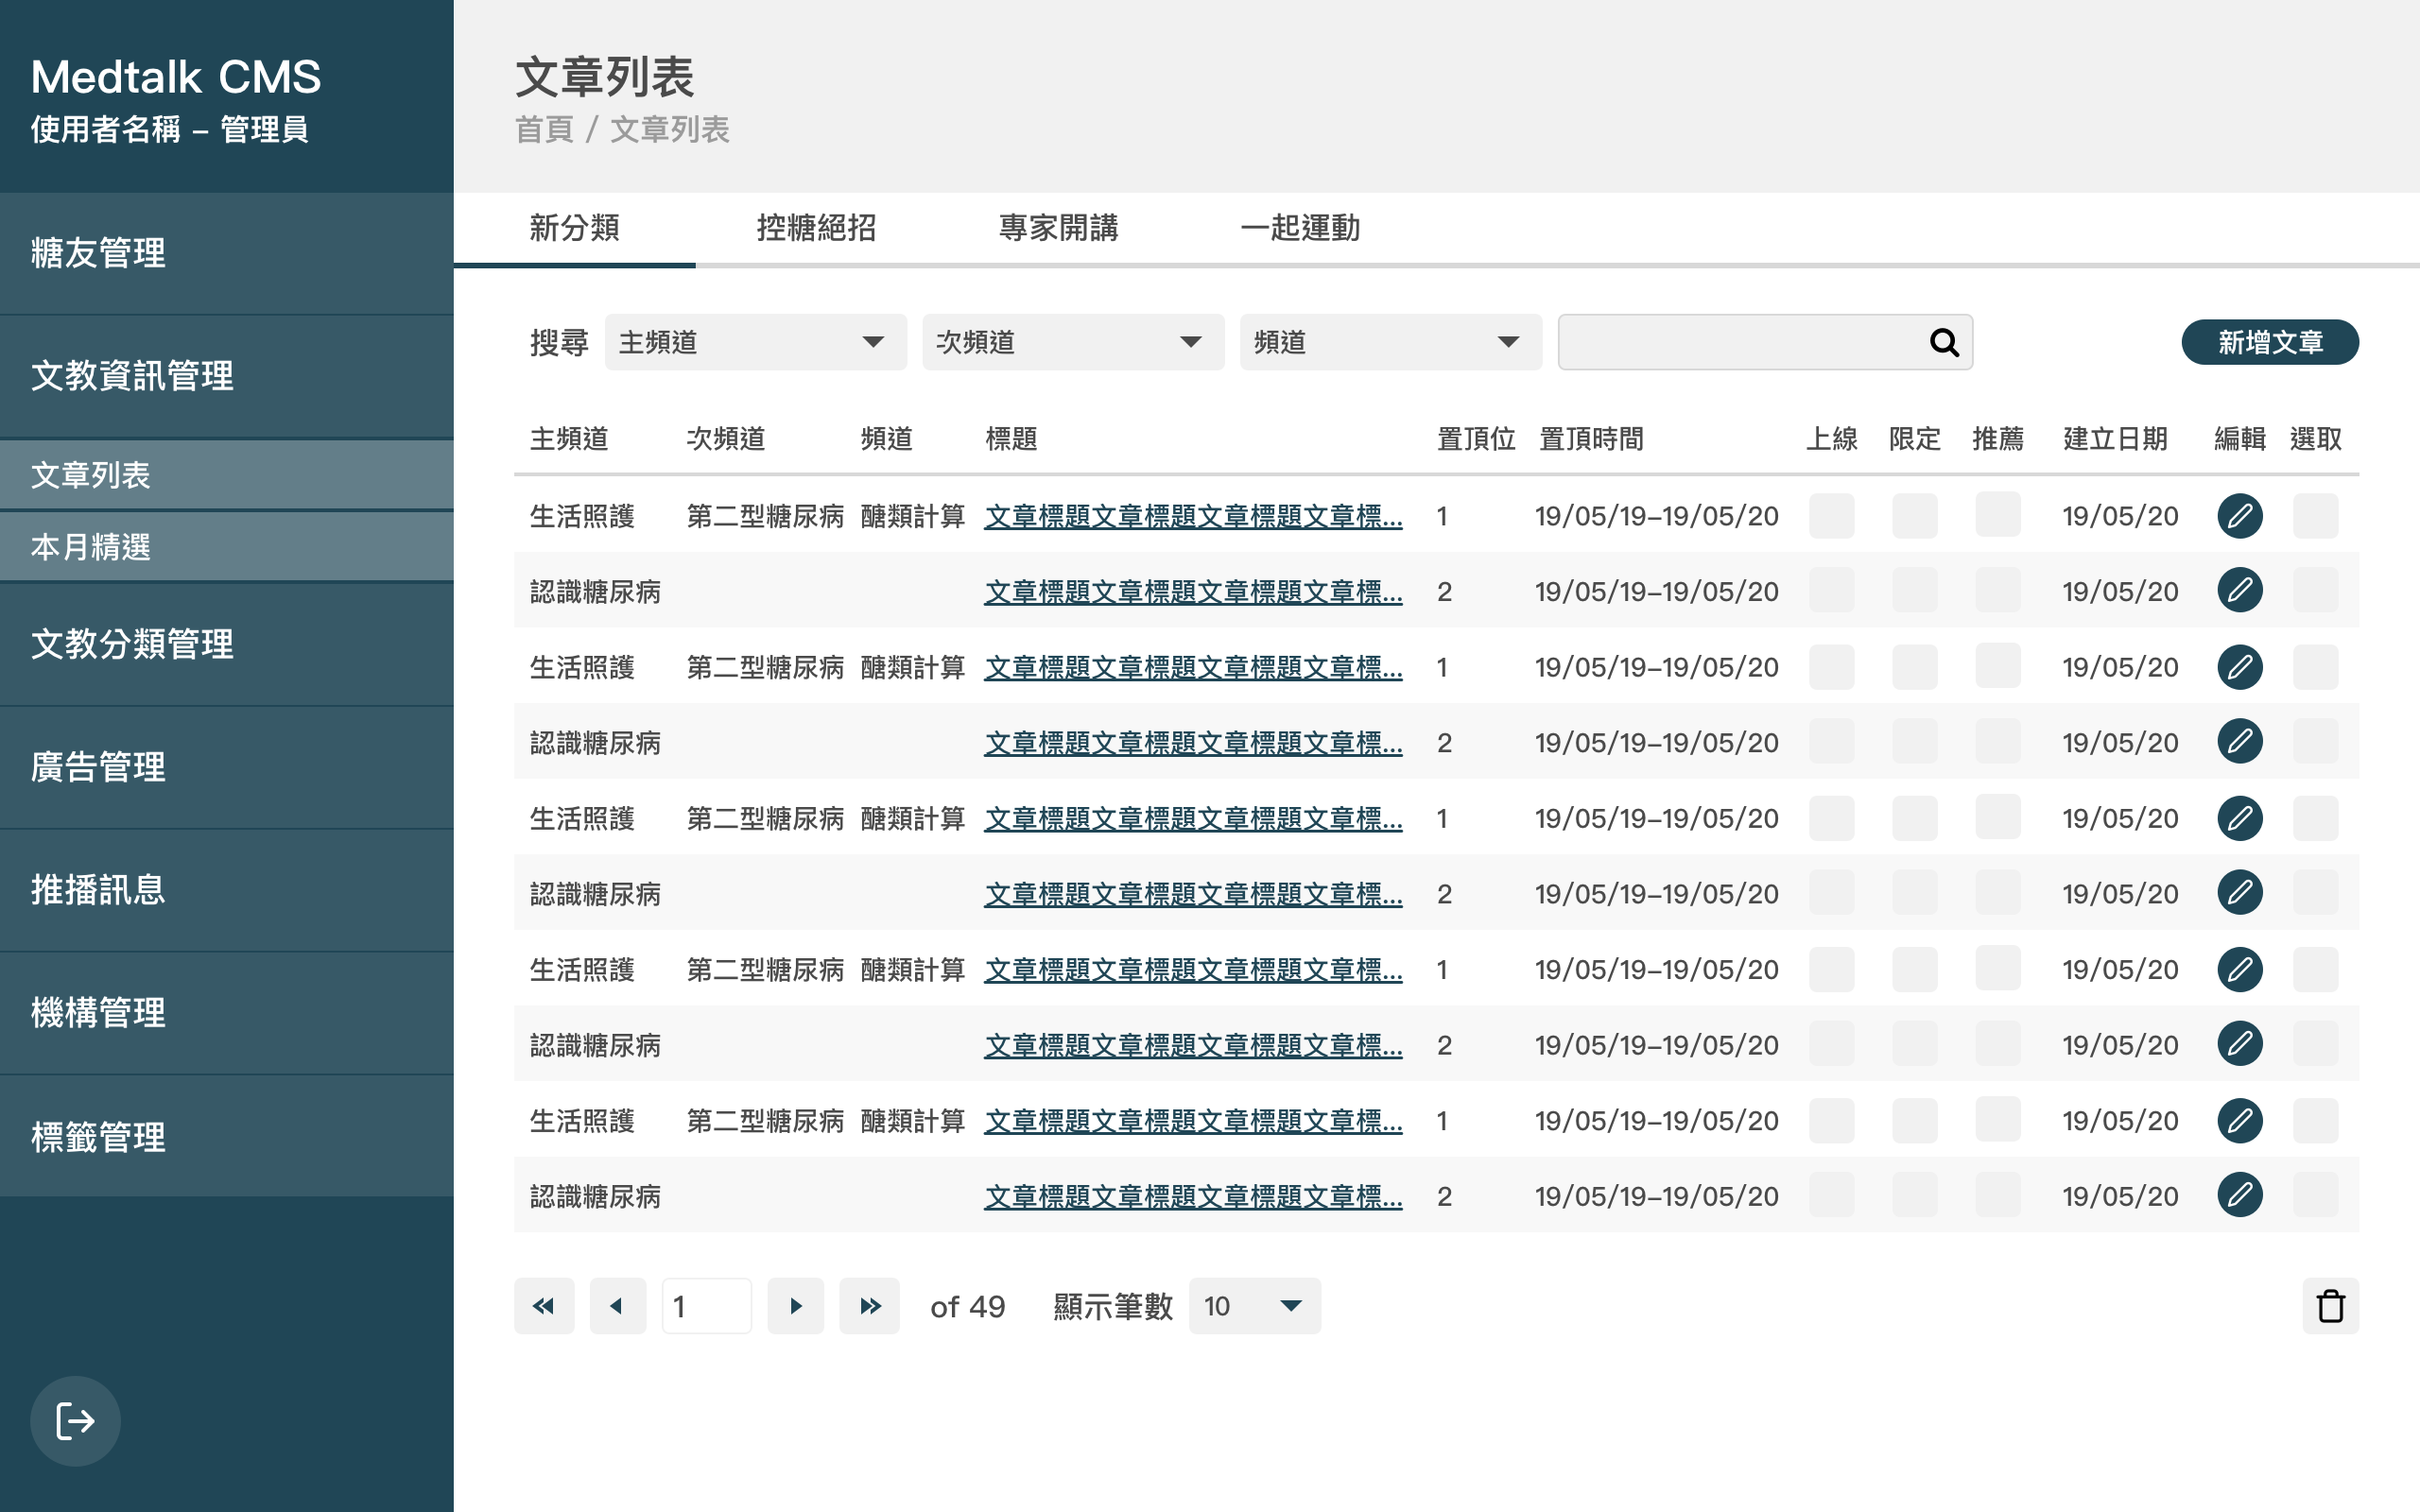 Medtalk CMS
使用者名稱 – 管理員
糖友管理
文教資訊管理
文章列表
本月精選
文教分類管理
廣告管理
推播訊息
機構管理
標籤管理
文章列表
首頁 / 文章列表
新分類 控糖絕招 專家開講 一起運動
搜尋 主頻道 次頻道 頻道 新增文章
主頻道 次頻道 頻道 標題 置頂位 置頂時間 上線 限定 推薦 建立日期 編輯 選取
生活照護 第二型糖尿病 醣類計算 文章標題文章標題文章標題文章標... 1 19/05/19–19/05/20 19/05/20
認識糖尿病 文章標題文章標題文章標題文章標... 2 19/05/19–19/05/20 19/05/20
生活照護 第二型糖尿病 醣類計算 文章標題文章標題文章標題文章標... 1 19/05/19–19/05/20 19/05/20
認識糖尿病 文章標題文章標題文章標題文章標... 2 19/05/19–19/05/20 19/05/20
生活照護 第二型糖尿病 醣類計算 文章標題文章標題文章標題文章標... 1 19/05/19–19/05/20 19/05/20
認識糖尿病 文章標題文章標題文章標題文章標... 2 19/05/19–19/05/20 19/05/20
生活照護 第二型糖尿病 醣類計算 文章標題文章標題文章標題文章標... 1 19/05/19–19/05/20 19/05/20
認識糖尿病 文章標題文章標題文章標題文章標... 2 19/05/19–19/05/20 19/05/20
生活照護 第二型糖尿病 醣類計算 文章標題文章標題文章標題文章標... 1 19/05/19–19/05/20 19/05/20
認識糖尿病 文章標題文章標題文章標題文章標... 2 19/05/19–19/05/20 19/05/20
1 of 49 顯示筆數 10